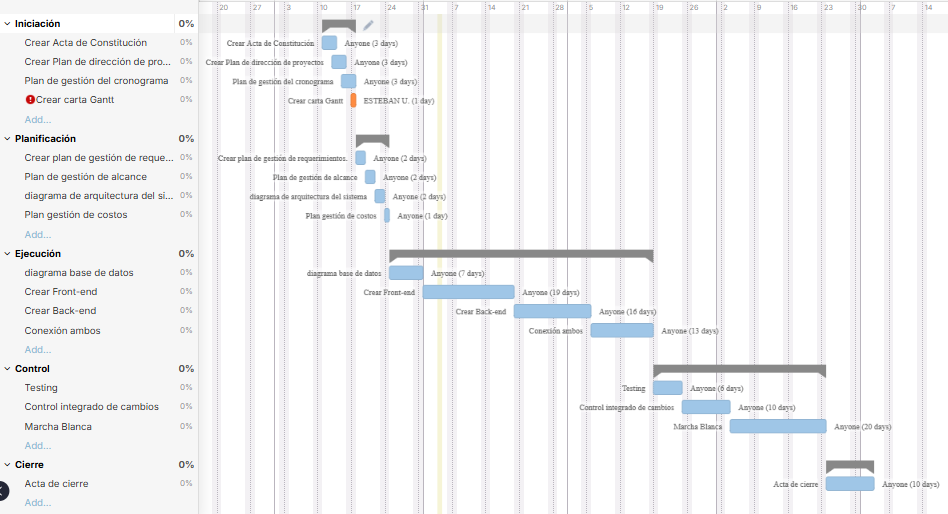 20 27 3 10 17 24 31 7 14 21 28 5 12 19 26 2 9 16 23 30 7 14
Iniciación 0%
Crear Acta de Constitución 0% Crear Acta de Constitución Anyone (3 days)
Crear Plan de dirección de pro... 0% Crear Plan de dirección de proyectos Anyone (3 days)
Plan de gestión del cronograma 0% Plan de gestión del cronograma Anyone (3 days)
Crear carta Gantt 0% Crear carta Gantt ESTEBAN U. (1 day)
Add...
Planificación 0%
Crear plan de gestión de reque... 0% Crear plan de gestión de requerimientos. Anyone (2 days)
Plan de gestión de alcance 0% Plan de gestión de alcance Anyone (2 days)
diagrama de arquitectura del si... 0% diagrama de arquitectura del sistema Anyone (2 days)
Plan gestión de costos 0% Plan gestión de costos Anyone (1 day)
Add...
Ejecución 0%
diagrama base de datos 0% diagrama base de datos Anyone (7 days)
Crear Front-end 0% Crear Front-end Anyone (19 days)
Crear Back-end 0% Crear Back-end Anyone (16 days)
Conexión ambos 0% Conexión ambos Anyone (13 days)
Add...
Control 0%
Testing 0% Testing Anyone (6 days)
Control integrado de cambios 0% Control integrado de cambios Anyone (10 days)
Marcha Blanca 0% Marcha Blanca Anyone (20 days)
Add...
Cierre 0%
Acta de cierre 0% Acta de cierre Anyone (10 days)
Add...